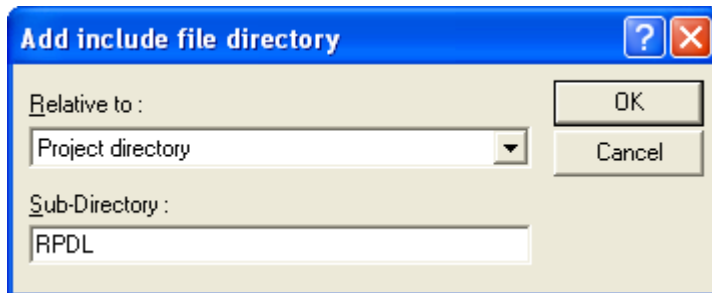 Add include file directory
Relative to :
OK
Project directory
Cancel
Sub-Directory :
RPDL